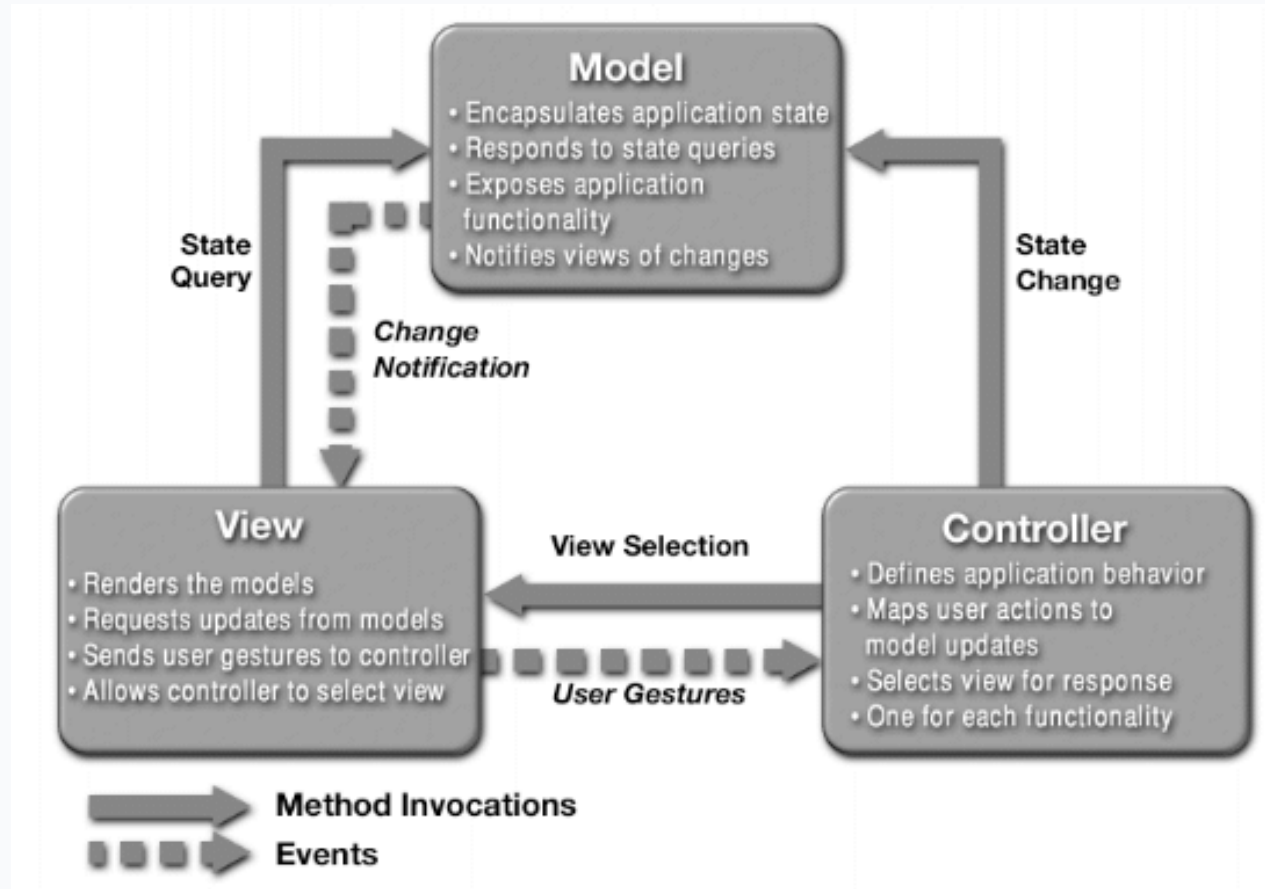 Model
• Encapsulates application state
• Responds to state queries
• Exposes application
functionality
• Notifies views of changes
State
Query
State
Change
Change
Notification
View
• Renders the models
• Requests updates from models
• Sends user gestures to controller
• Allows controller to select view
View Selection
User Gestures
Controller
• Defines application behavior
• Maps user actions to
model updates
• Selects view for response
• One for each functionality
Method Invocations
Events